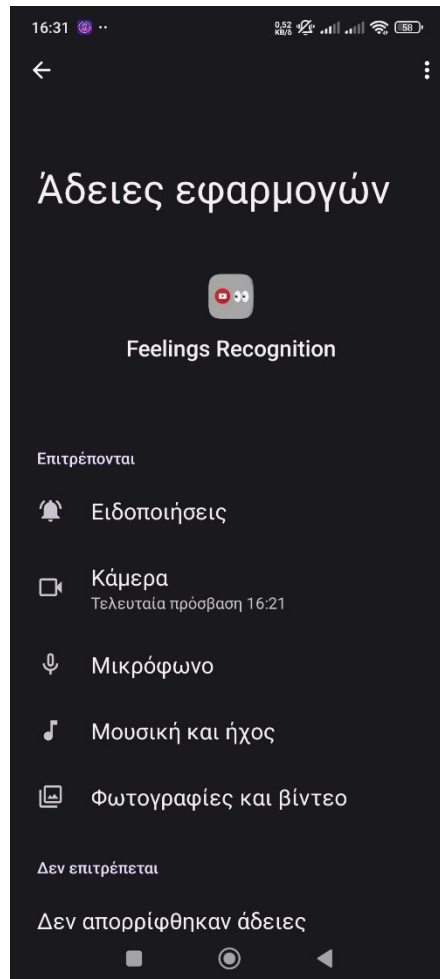 16:31
0,52
KB/δ
58
Άδειες εφαρμογών
Feelings Recognition
Επιτρέπονται
Ειδοποιήσεις
Κάμερα
Τελευταία πρόσβαση 16:21
Μικρόφωνο
Μουσική και ήχος
Φωτογραφίες και βίντεο
Δεν επιτρέπεται
Δεν απορρίφθηκαν άδειες